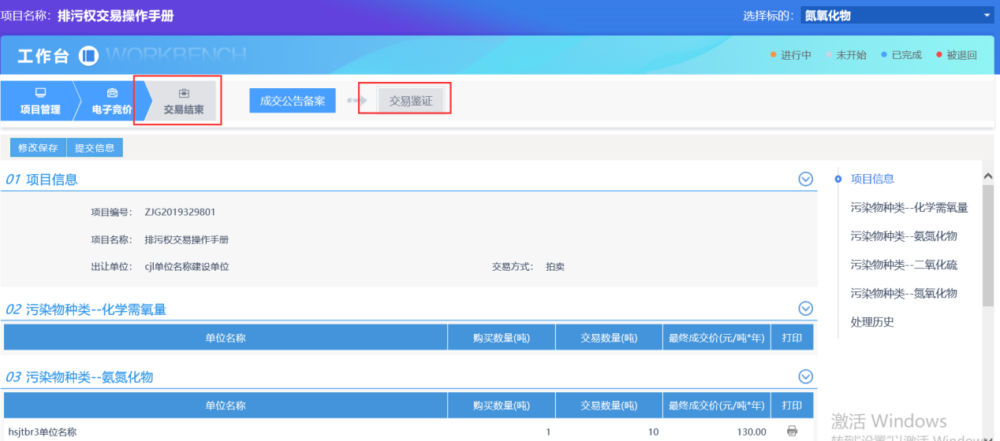 项目名称: 排污权交易操作手册 选择标的: 氮氧化物
工作台 WORKBENCH 进行中 未开始 已完成 被退回
项目管理 电子竞价 交易结束 成交公告备案 交易鉴证
修改保存 提交信息
01 项目信息
项目编号: ZJG2019329801
项目名称: 排污权交易操作手册
出让单位: cjl单位名称建设单位 交易方式: 拍卖
02 污染物种类--化学需氧量
单位名称 购买数量(吨) 交易数量(吨) 最终成交价(元/吨*年) 打印
03 污染物种类--氨氮化物
单位名称 购买数量(吨) 交易数量(吨) 最终成交价(元/吨*年) 打印
hsjtbr3单位名称 1 10 130.00
项目信息
污染物种类--化学需氧量
污染物种类--氨氮化物
污染物种类--二氧化硫
污染物种类--氮氧化物
处理历史
激活 Windows
转到"设置"以激活 Window